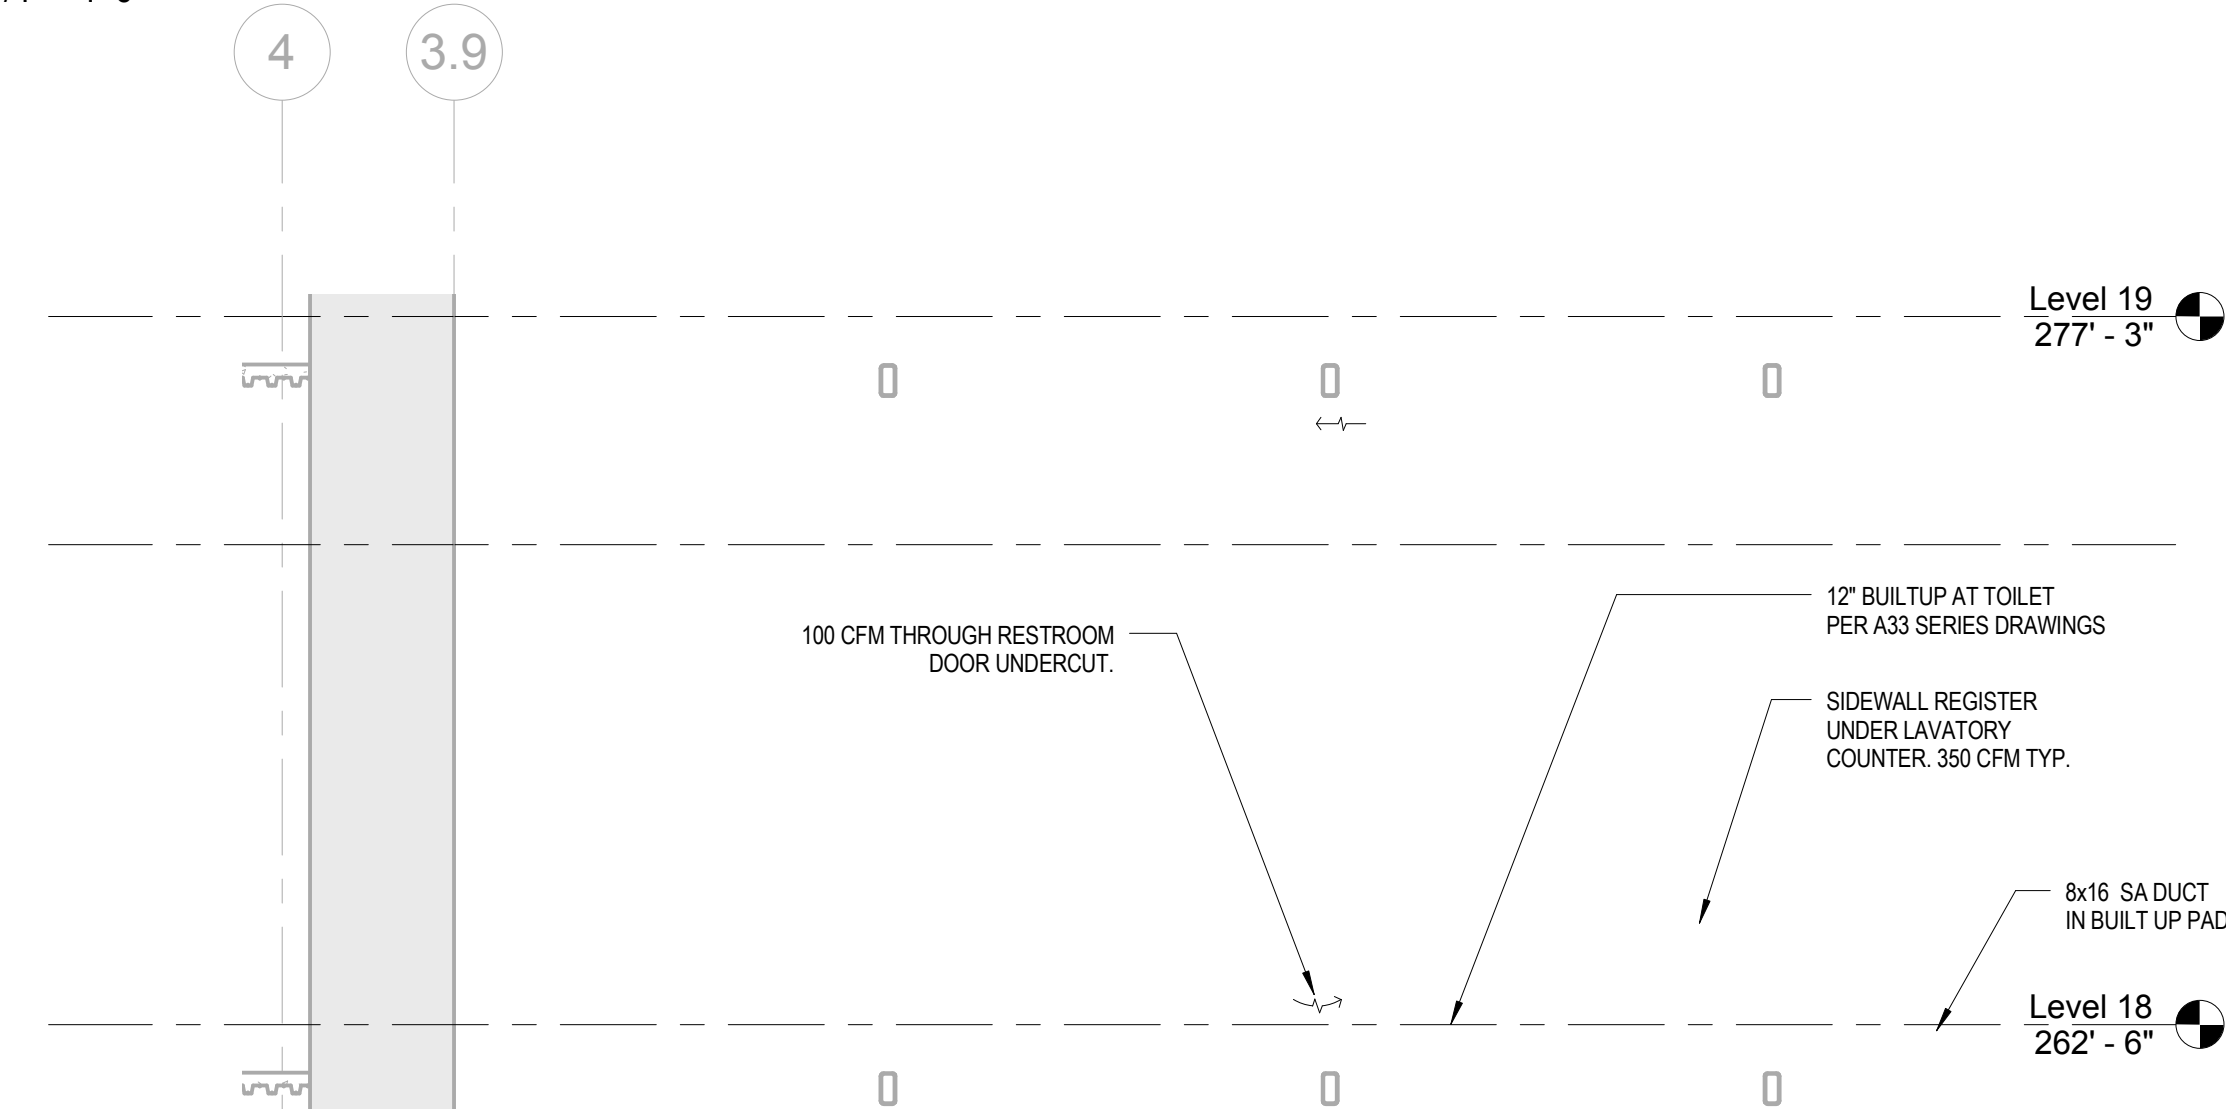 4
3.9
Level 19
277' - 3"
12" BUILTUP AT TOILET
PER A33 SERIES DRAWINGS
100 CFM THROUGH RESTROOM
DOOR UNDERCUT.
SIDEWALL REGISTER
UNDER LAVATORY
COUNTER. 350 CFM TYP.
8x16 SA DUCT
IN BUILT UP PAD
Level 18
262' - 6"